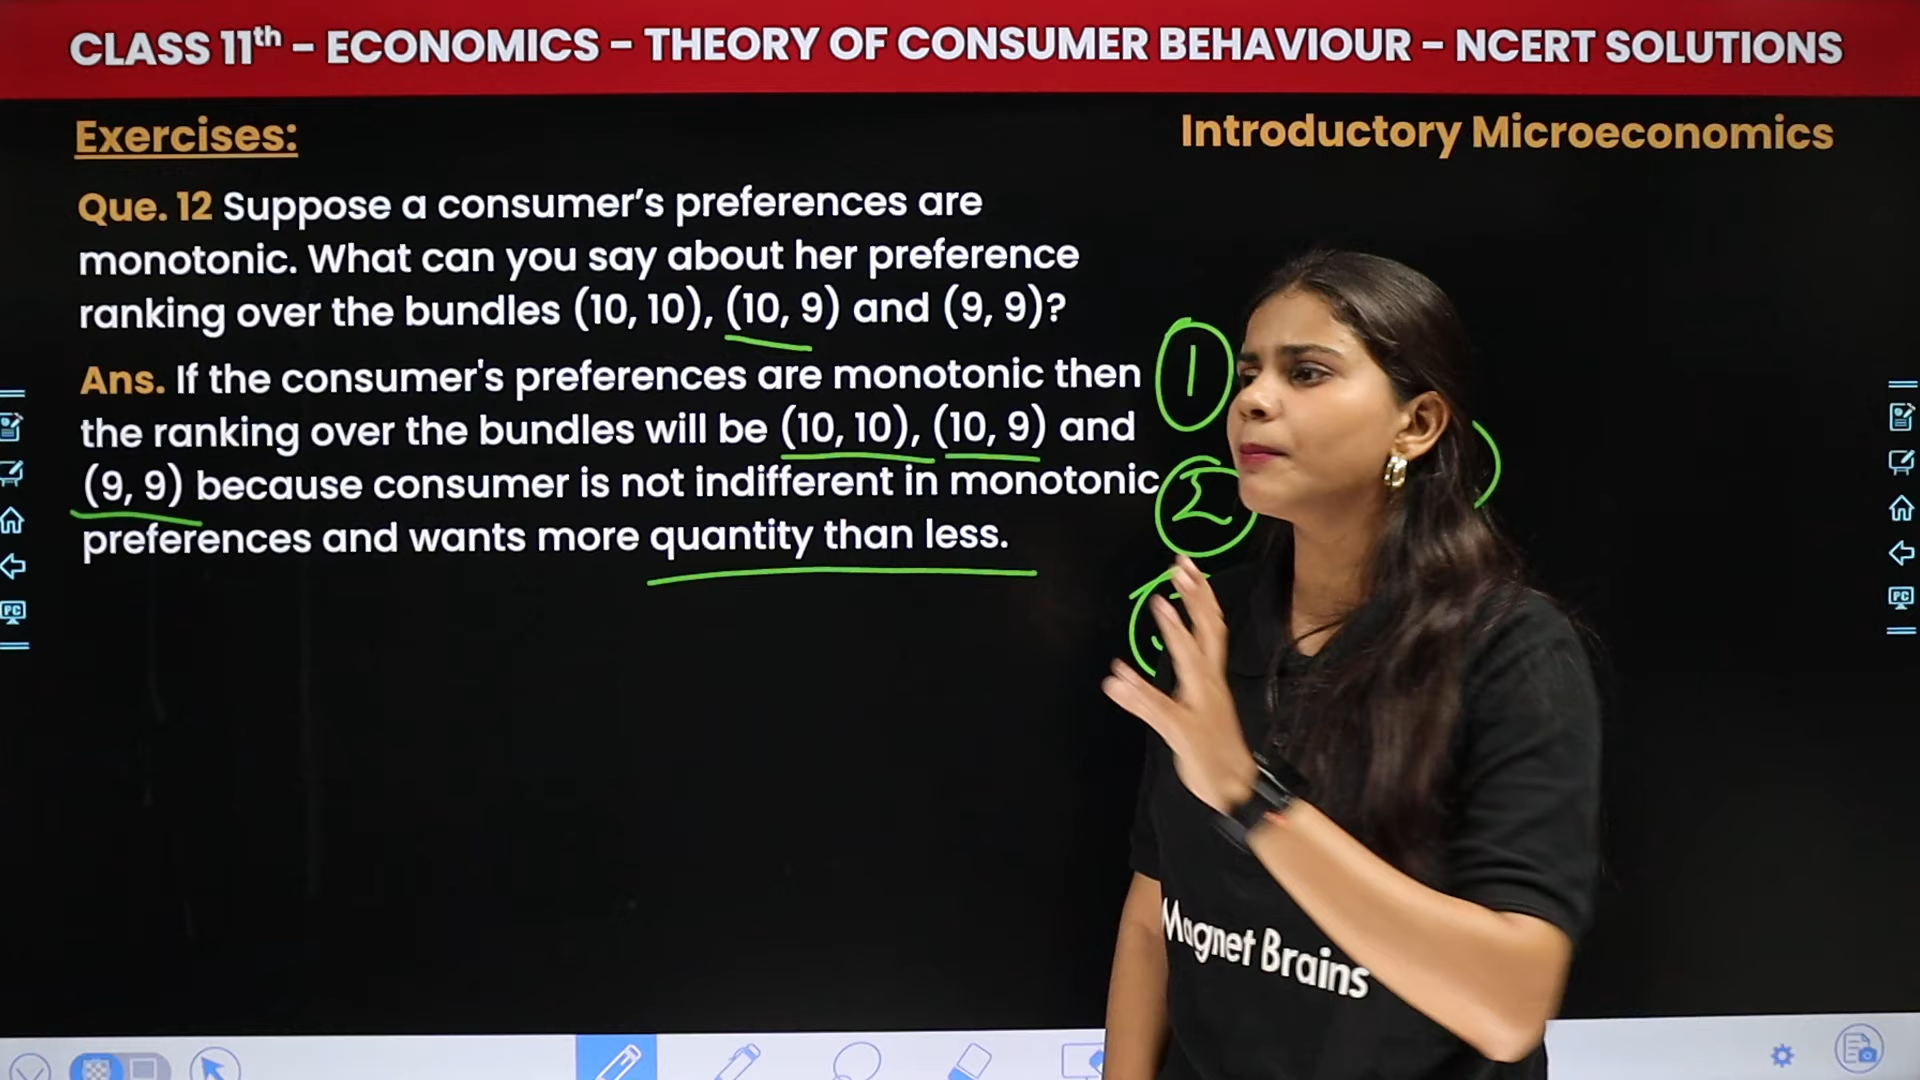 CLASS 11th – ECONOMICS – THEORY OF CONSUMER BEHAVIOUR – NCERT SOLUTIONS
Exercises:
Introductory Microeconomics
Que. 12 Suppose a consumer’s preferences are
monotonic. What can you say about her preference
ranking over the bundles (10, 10), (10, 9) and (9, 9)?
Ans. If the consumer's preferences are monotonic then
the ranking over the bundles will be (10, 10), (10, 9) and
(9, 9) because consumer is not indifferent in monotonic
preferences and wants more quantity than less.
1
2
PC
PC
Magnet Brains